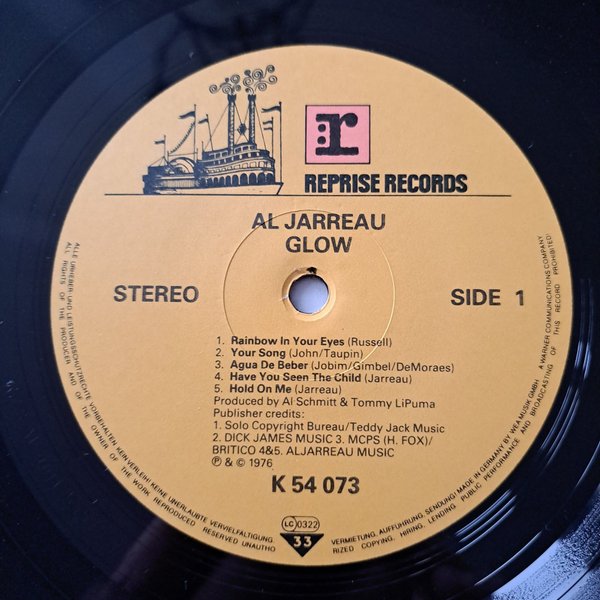 r
REPRISE RECORDS
AL JARREAU
GLOW
STEREO
SIDE 1
1. Rainbow In Your Eyes (Russell)
2. Your Song (John/Taupin)
3. Agua De Beber (Jobim/Gimbel/DeMoraes)
4. Have You Seen The Child (Jarreau)
5. Hold On Me (Jarreau)
Produced by Al Schmitt & Tommy LiPuma
Publisher credits:
1. Solo Copyright Bureau/Teddy Jack Music
2. DICK JAMES MUSIC 3. MCPS (H. FOX)/
BRITICO 4&5. ALJARREAU MUSIC
℗ & © 1976
K 54 073
LC 0322
33
ALLE URHEBER- UND LEISTUNGSSCHUTZRECHTE VORBEHALTEN. KEIN VERLEIH! KEINE UNERLAUBTE VERVIELFÄLTIGUNG, VERMIETUNG, AUFFÜHRUNG, SENDUNG! MADE IN GERMANY BY WEA MUSIK GMBH · A WARNER COMMUNICATIONS COMPANY
ALL RIGHTS OF THE PRODUCER AND OF THE OWNER OF THE WORK REPRODUCED RESERVED UNAUTHORIZED COPYING, HIRING, LENDING, PUBLIC PERFORMANCE AND BROADCASTING OF THIS RECORD PROHIBITED